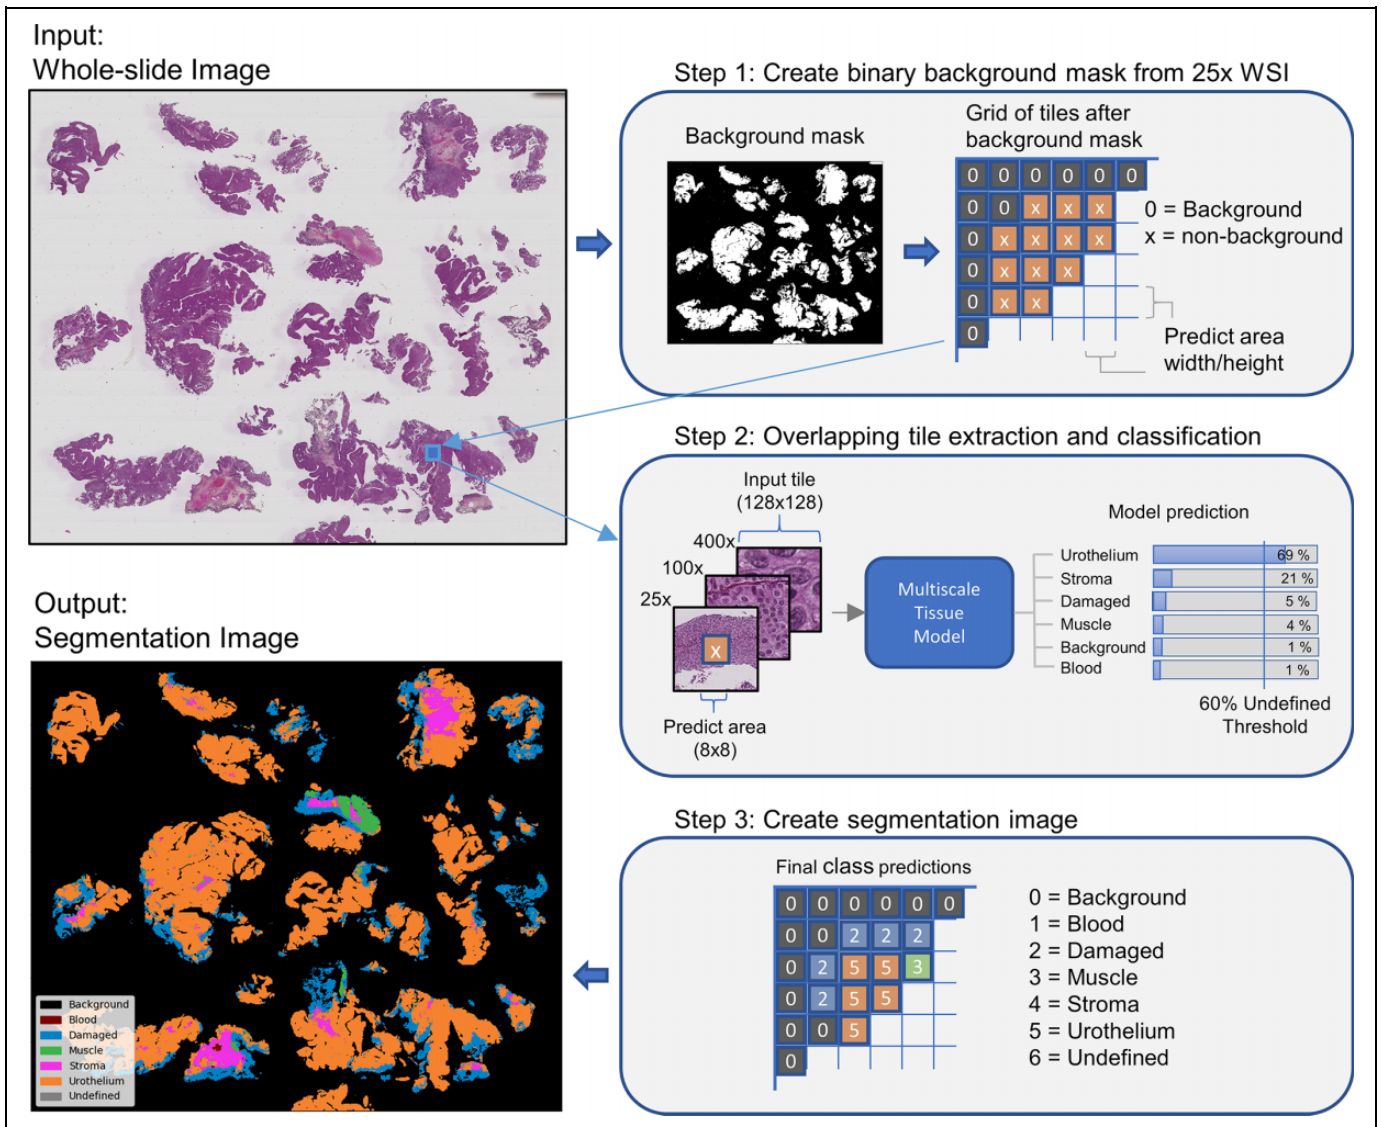 Input:
Whole-slide Image
Step 1: Create binary background mask from 25x WSI
Background mask
Grid of tiles after
background mask
0 0 0 0 0 0
0 0 x x x
0 x x x x
0 x x x
0 x x
0
0 = Background
x = non-background
Predict area
width/height
Step 2: Overlapping tile extraction and classification
Input tile
(128x128)
400x
100x
25x
x
Predict area
(8x8)
Multiscale
Tissue
Model
Model prediction
Urothelium 69 %
Stroma 21 %
Damaged 5 %
Muscle 4 %
Background 1 %
Blood 1 %
60% Undefined
Threshold
Output:
Segmentation Image
Background
Blood
Damaged
Muscle
Stroma
Urothelium
Undefined
Step 3: Create segmentation image
Final class predictions
0 0 0 0 0 0
0 0 2 2 2
0 2 5 5 3
0 2 5 5
0 0 5
0
0 = Background
1 = Blood
2 = Damaged
3 = Muscle
4 = Stroma
5 = Urothelium
6 = Undefined